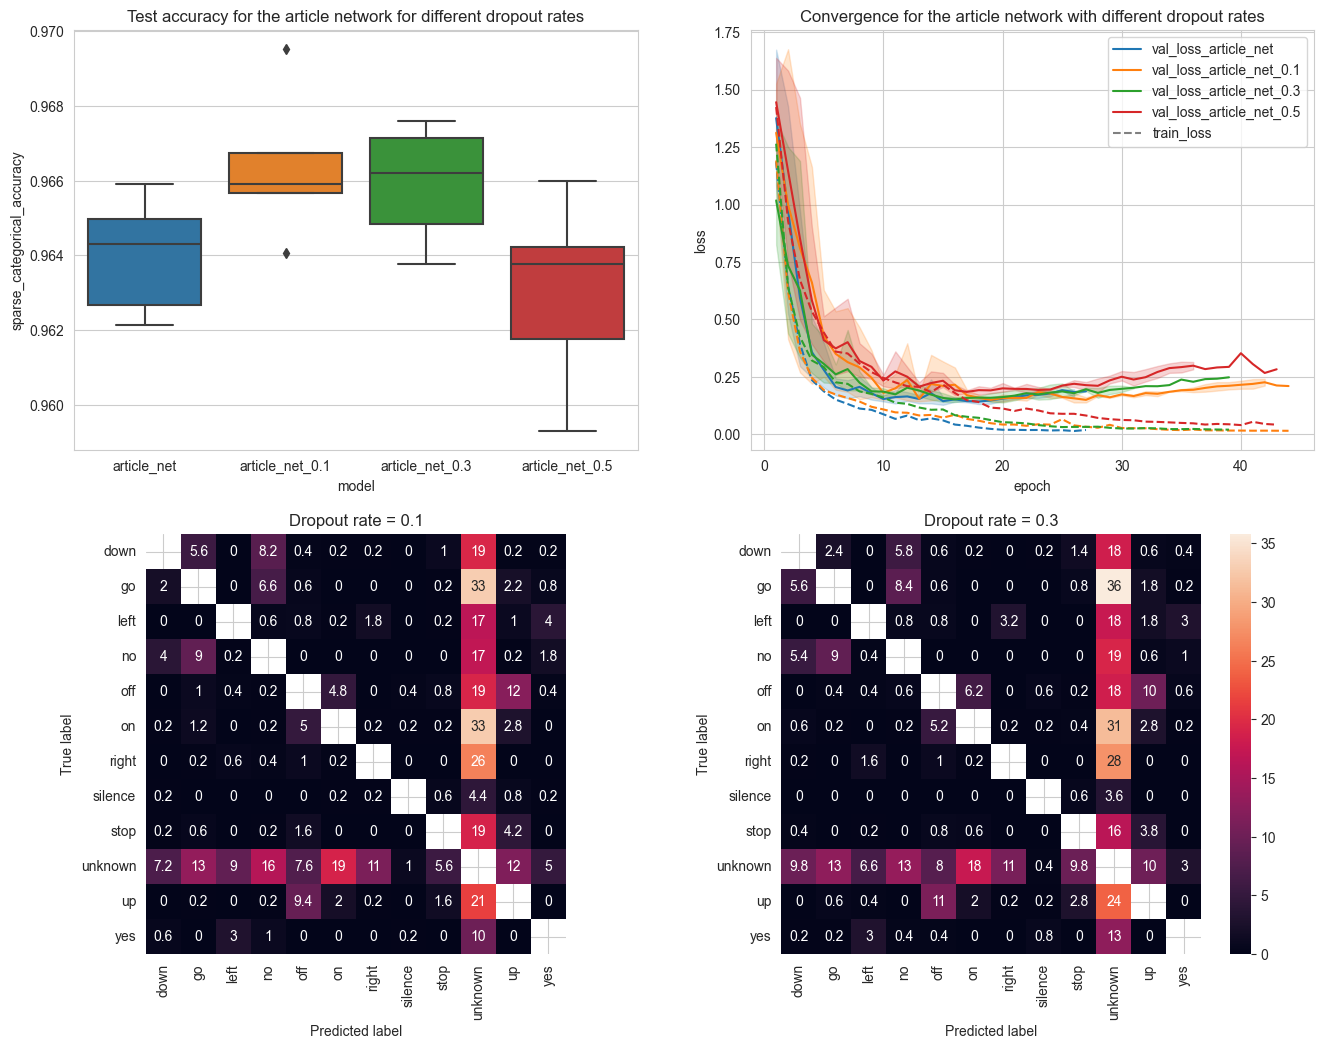 Test accuracy for the article network for different dropout rates
0.970
0.968
0.966
0.964
0.962
0.960
sparse_categorical_accuracy
article_net article_net_0.1 article_net_0.3 article_net_0.5
model
Convergence for the article network with different dropout rates
1.75
1.50
1.25
1.00
0.75
0.50
0.25
0.00
loss
val_loss_article_net
val_loss_article_net_0.1
val_loss_article_net_0.3
val_loss_article_net_0.5
train_loss
0 10 20 30 40
epoch
Dropout rate = 0.1
True label
down 5.6 0 8.2 0.4 0.2 0.2 0 1 19 0.2 0.2
go 2 0 6.6 0.6 0 0 0 0.2 33 2.2 0.8
left 0 0 0.6 0.8 0.2 1.8 0 0 17 1 4
no 4 9 0.2 0 0 0 0 0 17 0.2 1.8
off 0 1 0.4 0.2 4.8 0 0.4 0.8 19 12 0.4
on 0.2 1.2 0 0.2 5 0.2 0.2 0.2 33 2.8 0
right 0 0.2 0.6 0.4 1 0.2 0 0 26 0 0
silence 0.2 0 0 0 0 0.2 0.2 0.6 4.4 0.8 0.2
stop 0.2 0.6 0 0.2 1.6 0 0 0 19 4.2 0
unknown 7.2 13 9 16 7.6 19 11 1 5.6 12 5
up 0 0.2 0 0 9.4 2 0.2 0 1.6 21 0
yes 0.6 0 3 1 0 0 0 0.2 0 10 0
down go left no off on right silence stop unknown up yes
Predicted label
Dropout rate = 0.3
True label
down 2.4 0 5.8 0.6 0.2 0.2 0 1.4 18 0.6 0.4
go 5.6 0 8.4 0.6 0 0 0 0.8 36 1.8 0.2
left 0 0 0.8 0.8 0 3.2 0 0 18 1.8 3
no 5.4 9 0.4 0 0 0 0 0 19 0.6 1
off 0 0.4 0.4 0.6 6.2 0 0.6 0.2 18 10 0.6
on 0.6 0.2 0 0 5.2 0.2 0.2 0.4 31 2.8 0.2
right 0.2 0 1.6 0 1 0.2 0 0 28 0 0
silence 0 0 0 0 0 0 0 0.6 3.6 0 0
stop 0.4 0 0.2 0 0.8 0.6 0 0 16 3.8 0
unknown 9.8 13 6.6 13 8 18 11 0.4 9.8 10 3
up 0 0.6 0.4 0 11 2 0.2 0.2 2.8 24 0
yes 0.2 0.2 3 0.4 0.4 0 0 0.8 0 13 0
down go left no off on right silence stop unknown up yes
Predicted label
35
30
25
20
15
10
5
0